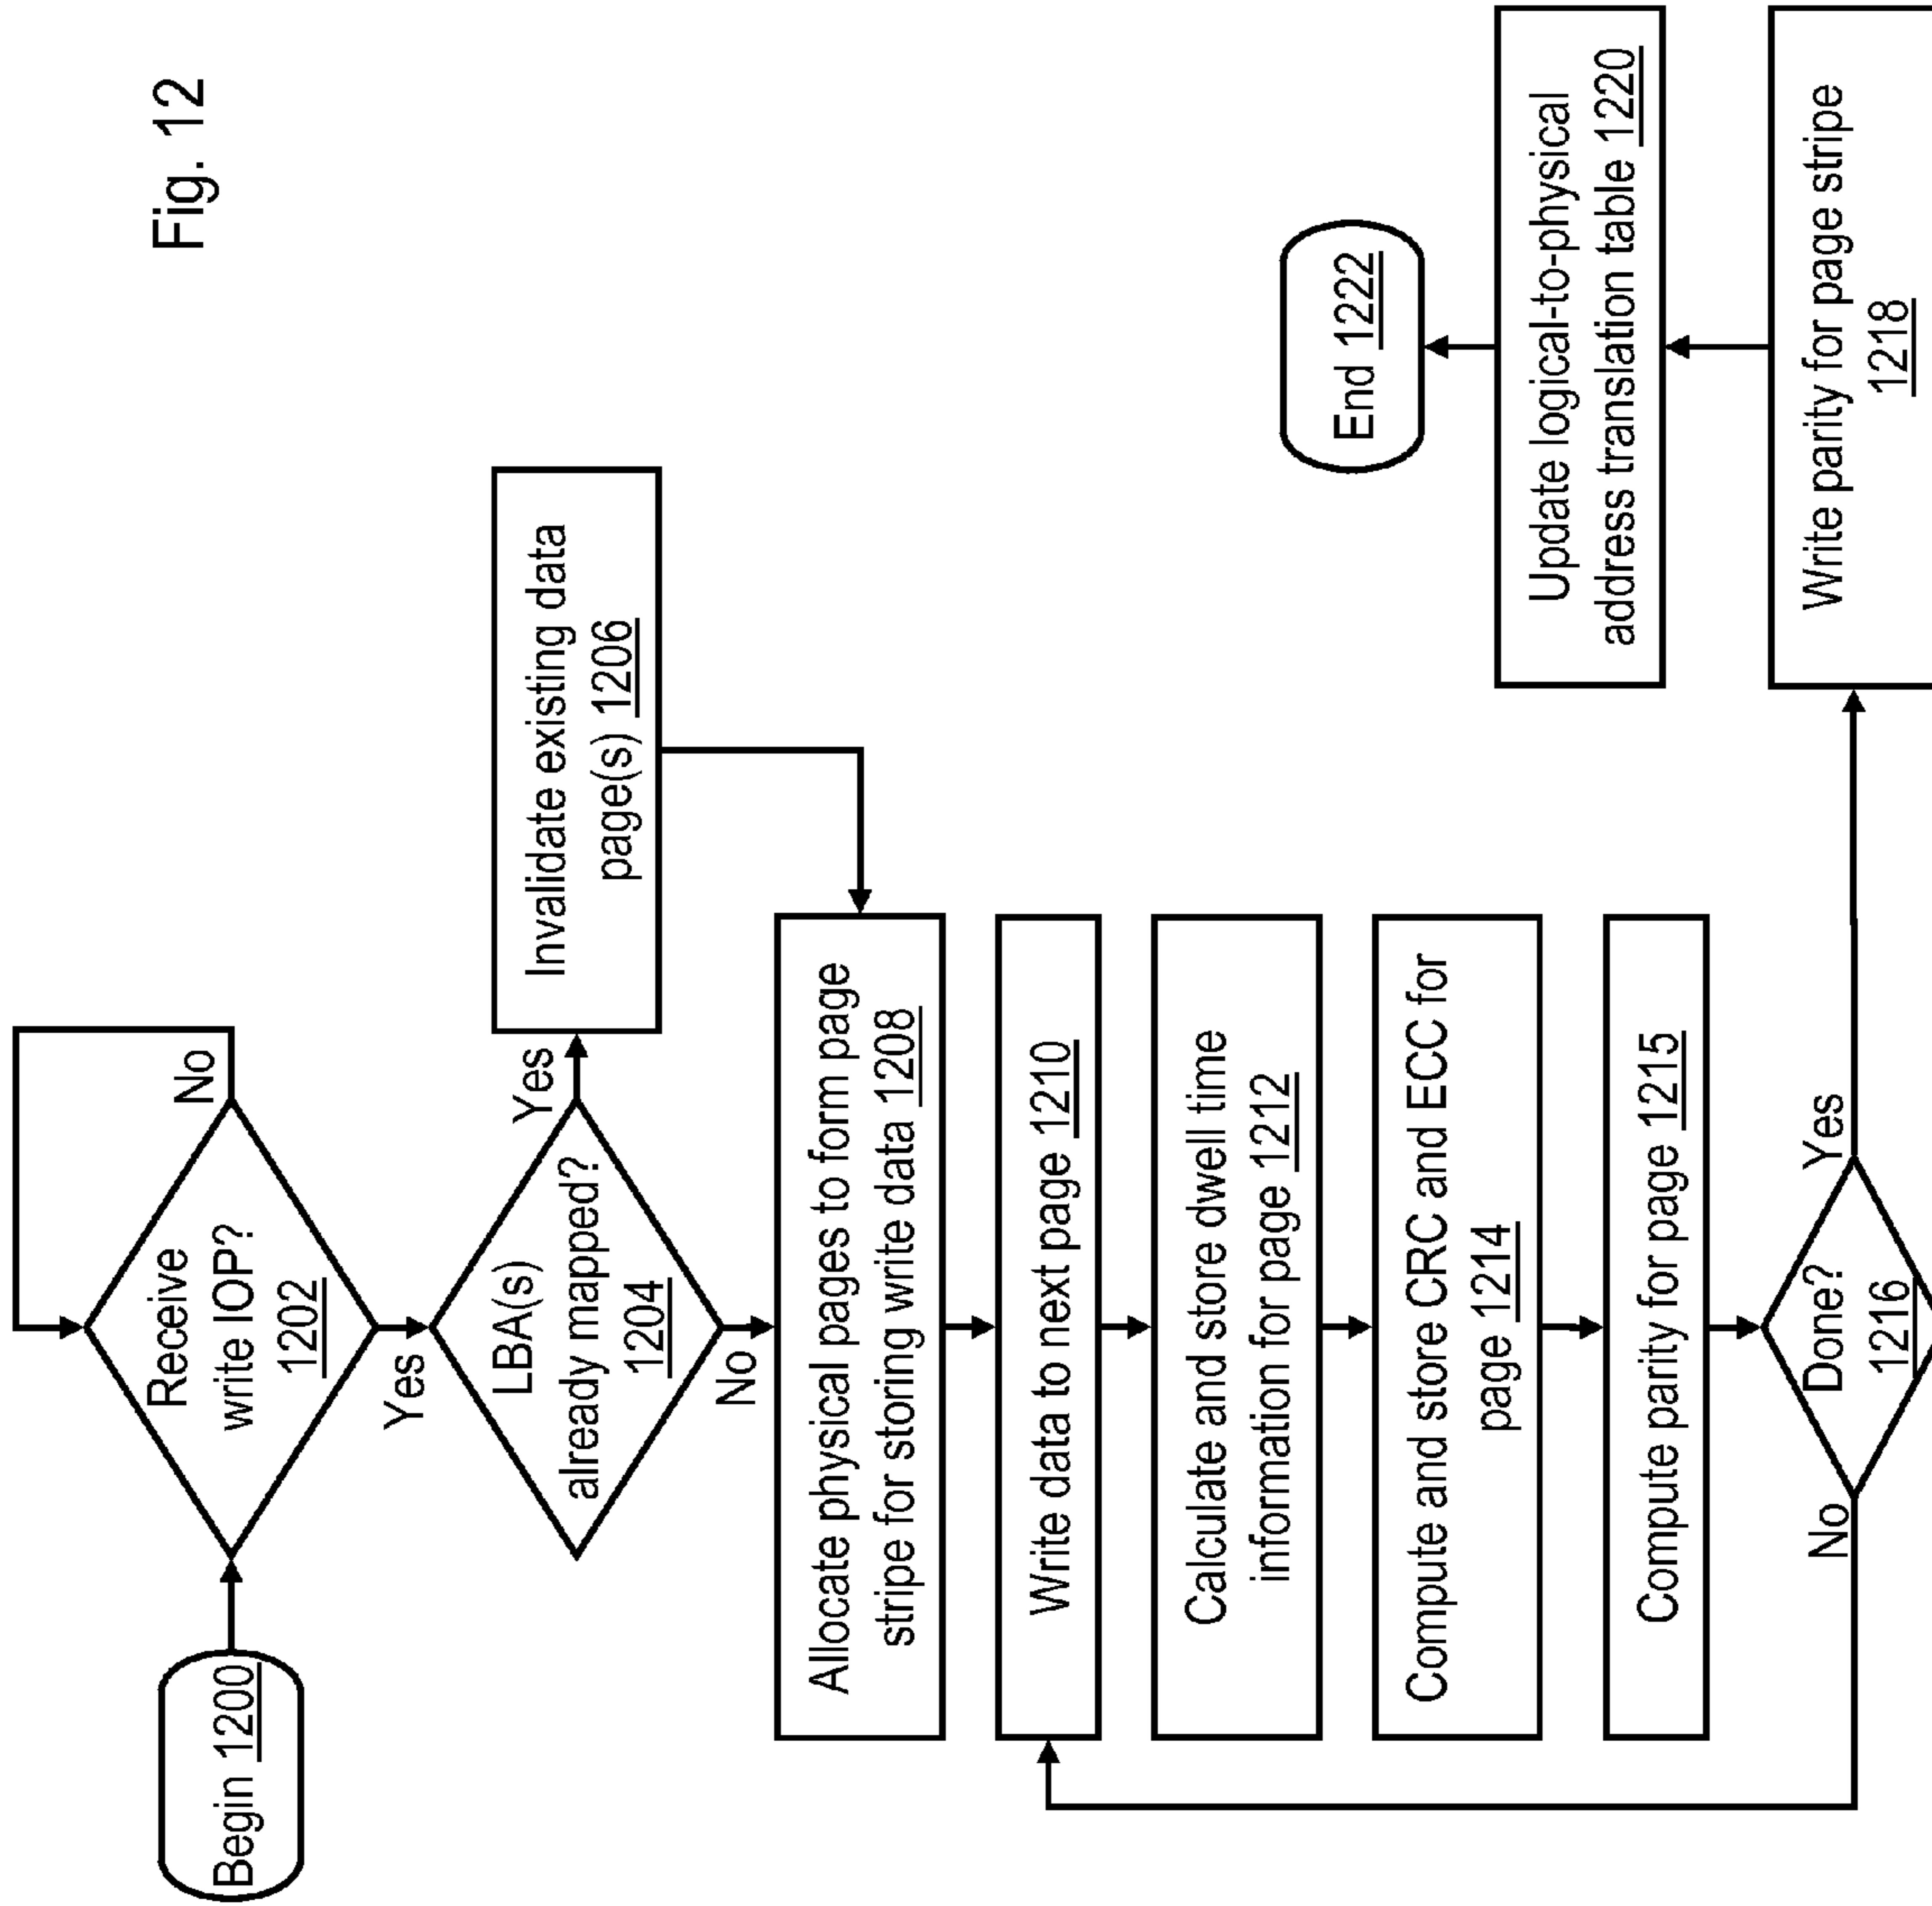 Fig. 12
Begin 1200
Receive
write IOP?
1202
No
Yes
LBA(s)
already mapped?
1204
Yes
No
Invalidate existing data
page(s) 1206
Allocate physical pages to form page
stripe for storing write data 1208
Write data to next page 1210
Calculate and store dwell time
information for page 1212
Compute and store CRC and ECC for
page 1214
Compute parity for page 1215
Done?
1216
No
Yes
Write parity for page stripe
1218
Update logical-to-physical
address translation table 1220
End 1222